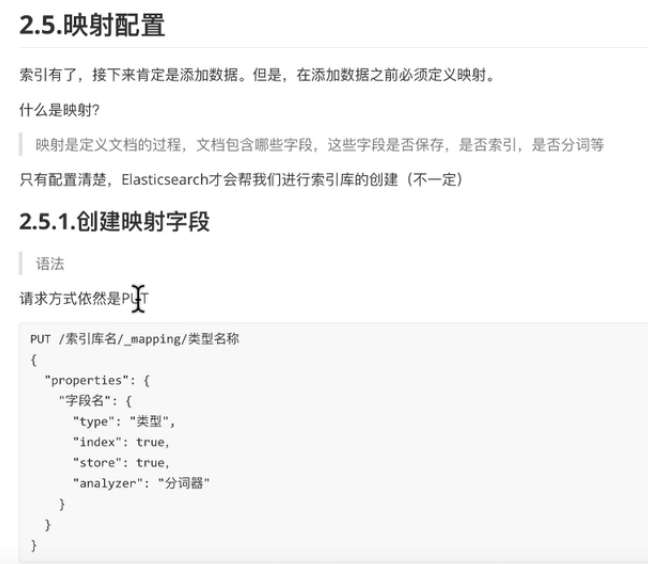 2.5.映射配置
索引有了，接下来肯定是添加数据。但是，在添加数据之前必须定义映射。
什么是映射?
映射是定义文档的过程，文档包含哪些字段，这些字段是否保存，是否索引，是否分词等
只有配置清楚，Elasticsearch才会帮我们进行索引库的创建（不一定）
2.5.1.创建映射字段
语法
请求方式依然是PUT
PUT /索引库名/_mapping/类型名称
{
  "properties": {
    "字段名": {
      "type": "类型",
      "index": true,
      "store": true,
      "analyzer": "分词器"
    }
  }
}